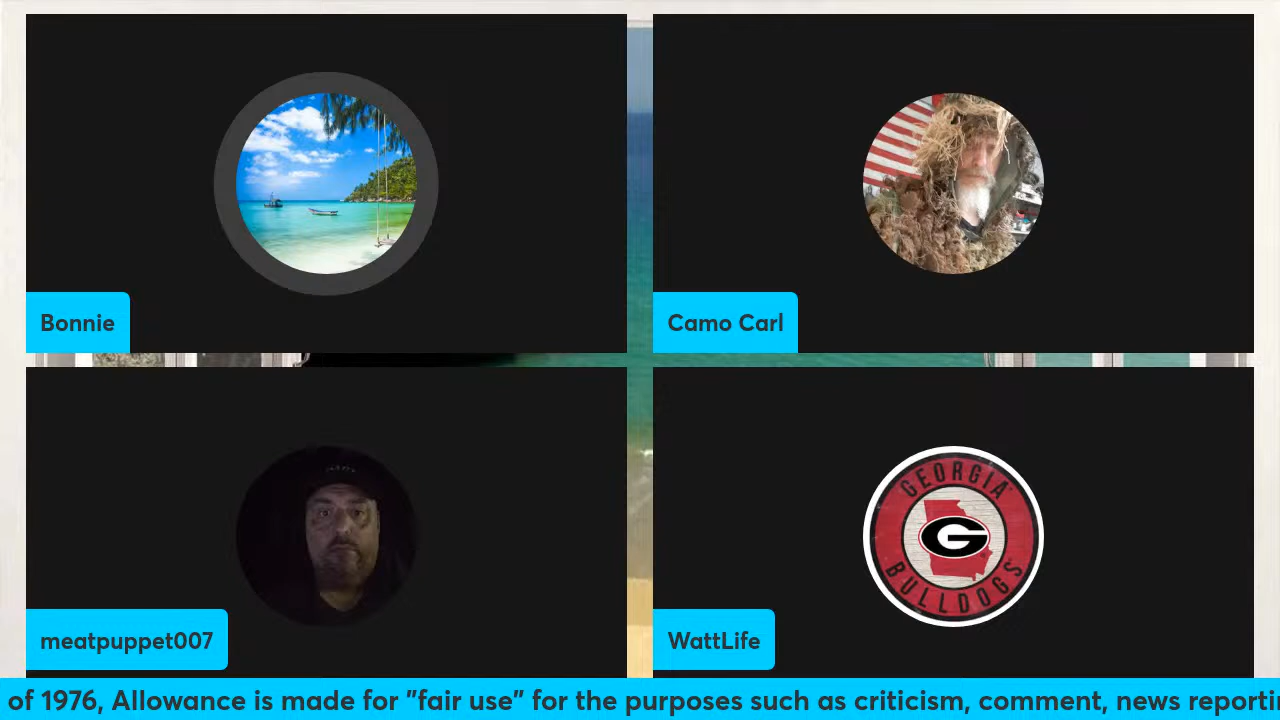 Bonnie
Camo Carl
GEORGIA
G
BULLDOGS
meatpuppet007
WattLife
of 1976, Allowance is made for "fair use" for the purposes such as criticism, comment, news reporti